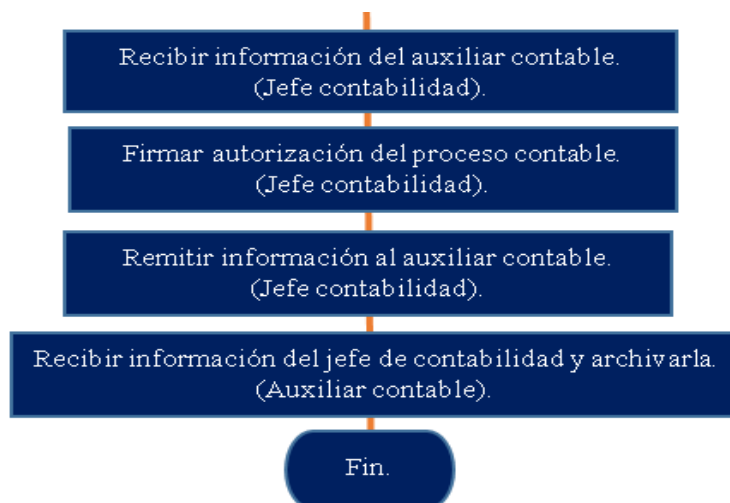 Recibir información del auxiliar contable.
(Jefe contabilidad).
Firmar autorización del proceso contable.
(Jefe contabilidad).
Remitir información al auxiliar contable.
(Jefe contabilidad).
Recibir información del jefe de contabilidad y archivarla.
(Auxiliar contable).
Fin.